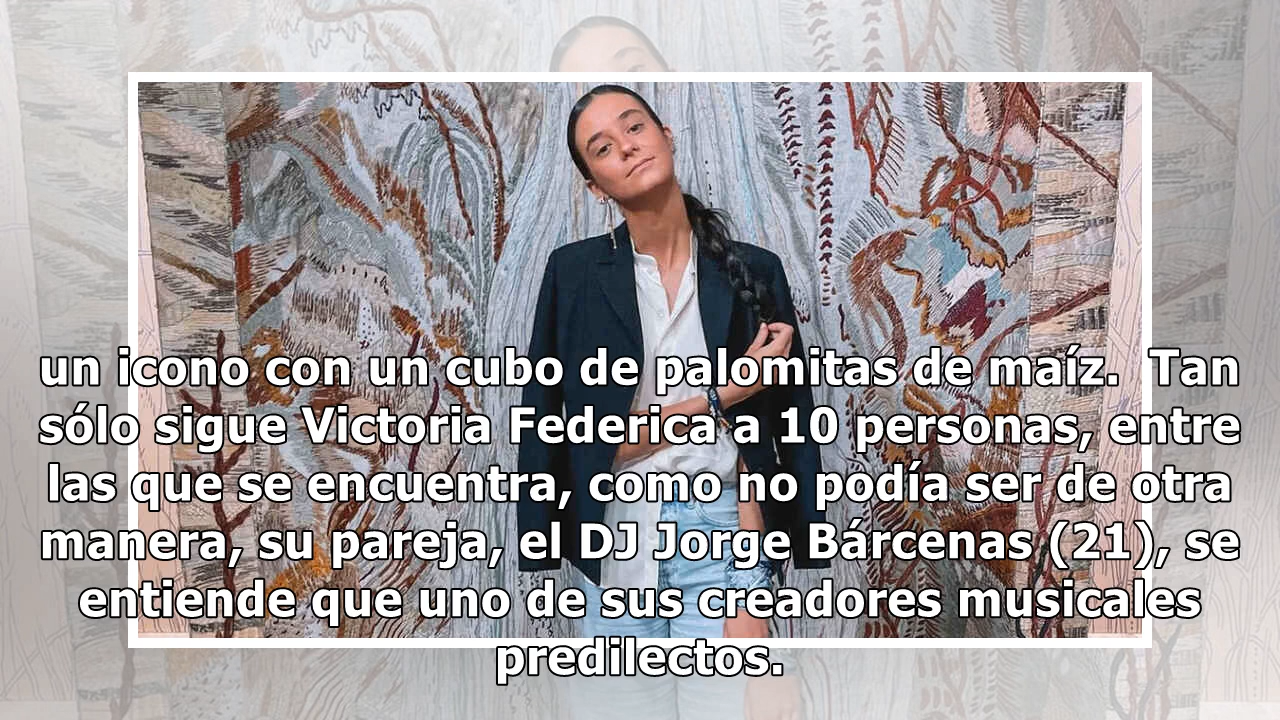 un icono con un cubo de palomitas de maíz.  Tan
sólo sigue Victoria Federica a 10 personas, entre
las que se encuentra, como no podía ser de otra
manera, su pareja, el DJ Jorge Bárcenas (21), se
entiende que uno de sus creadores musicales
predilectos.